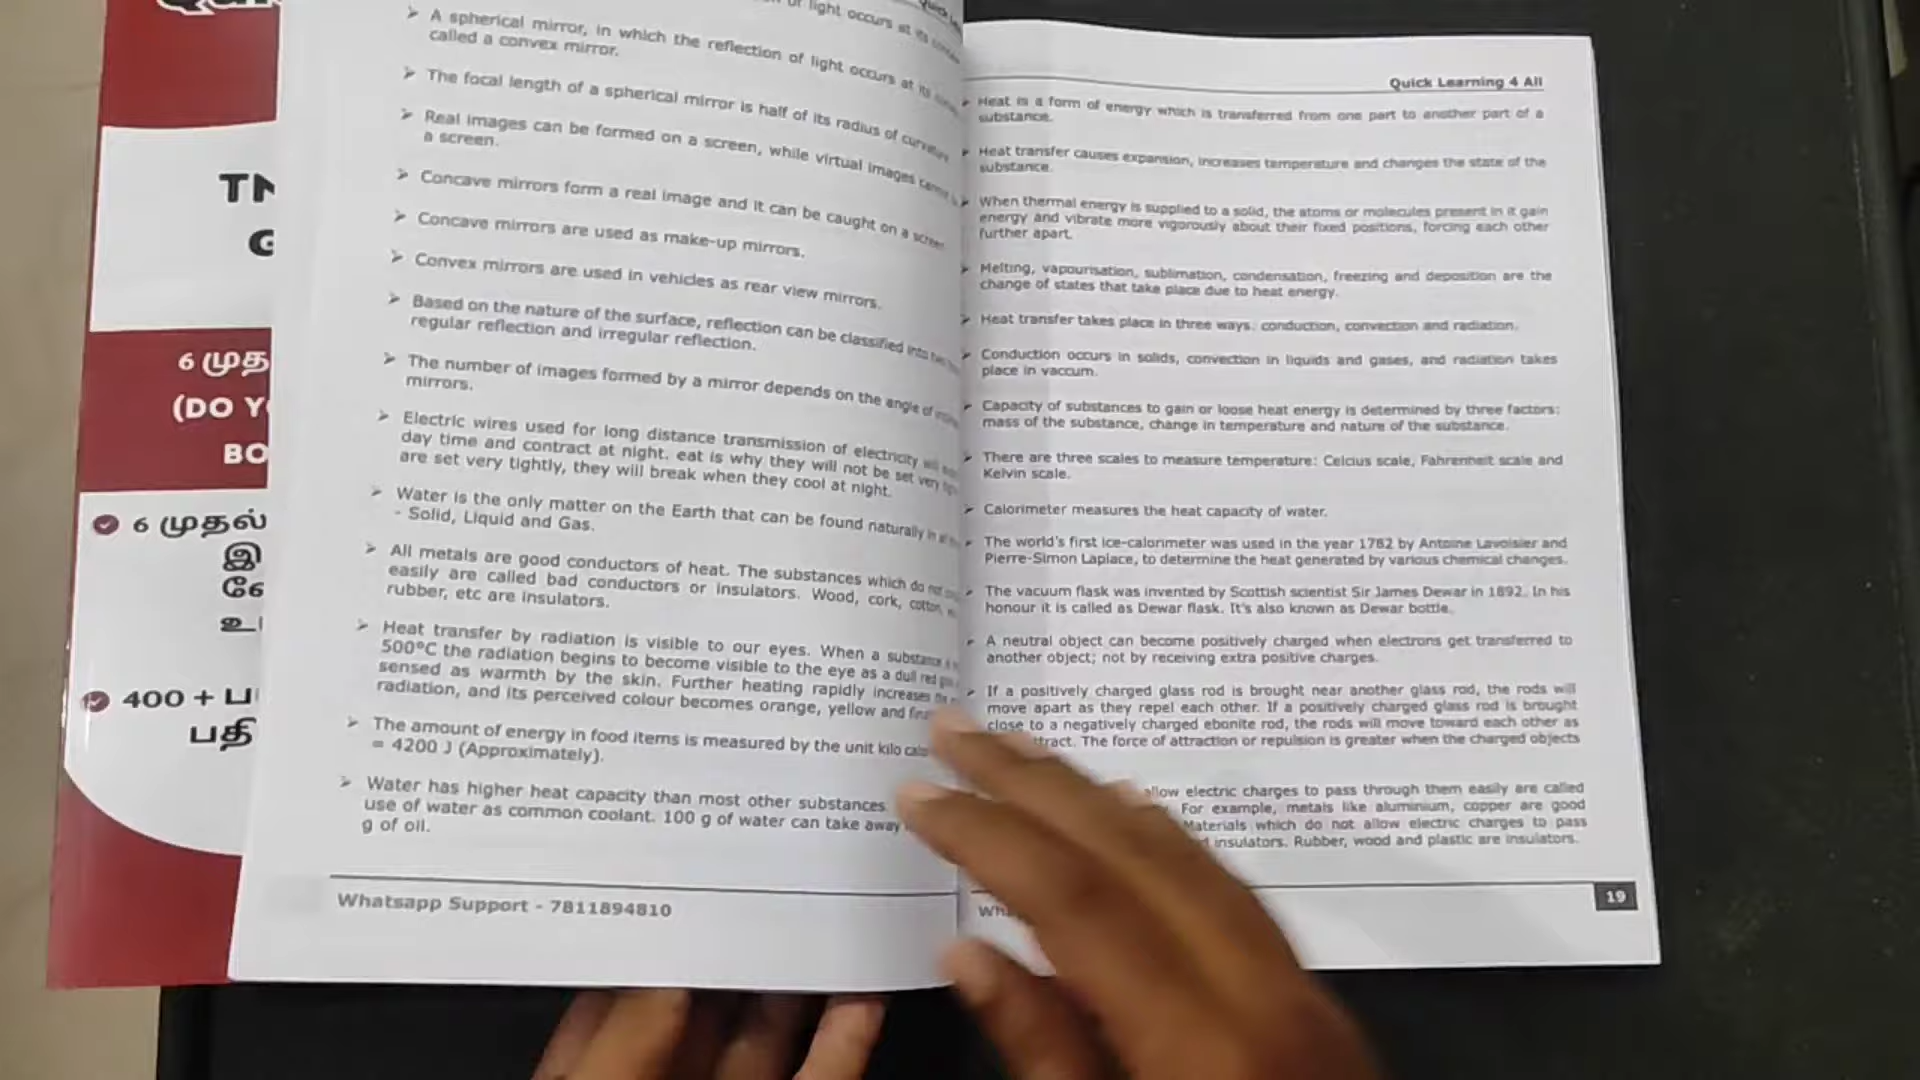 TN
G
6 முத
(DO Y
BO
6 முதல்
இ
கே
உ
400 + ப
பதி
of light occurs at its
A spherical mirror, in which the reflection of light occurs at its
called a convex mirror.
The focal length of a spherical mirror is half of its radius of curvature
Real images can be formed on a screen, while virtual images cannot
a screen.
Concave mirrors form a real image and it can be caught on a screen
Concave mirrors are used as make-up mirrors.
Convex mirrors are used in vehicles as rear view mirrors.
Based on the nature of the surface, reflection can be classified into two
regular reflection and irregular reflection.
The number of images formed by a mirror depends on the angle of
mirrors.
Electric wires used for long distance transmission of electricity will
day time and contract at night. eat is why they will not be set very
are set very tightly, they will break when they cool at night.
Water is the only matter on the Earth that can be found naturally in all
- Solid, Liquid and Gas.
All metals are good conductors of heat. The substances which do not
easily are called bad conductors or insulators. Wood, cork, cotton,
rubber, etc are insulators.
Heat transfer by radiation is visible to our eyes. When a substance is
500°C the radiation begins to become visible to the eye as a dull red
sensed as warmth by the skin. Further heating rapidly increases the
radiation, and its perceived colour becomes orange, yellow and
The amount of energy in food items is measured by the unit kilo
= 4200 J (Approximately).
Water has higher heat capacity than most other substances
use of water as common coolant. 100 g of water can take away
g of oil.
Whatsapp Support - 7811894810
Quick Learning 4 All
Heat is a form of energy which is transferred from one part to another part of a
substance.
Heat transfer causes expansion, increases temperature and changes the state of the
substance.
When thermal energy is supplied to a solid, the atoms or molecules present in it gain
energy and vibrate more vigorously about their fixed positions, forcing each other
further apart.
Melting, vapourisation, sublimation, condensation, freezing and deposition are the
change of states that take place due to heat energy.
Heat transfer takes place in three ways. conduction, convection and radiation.
Conduction occurs in solids, convection in liquids and gases, and radiation takes
place in vaccum.
Capacity of substances to gain or loose heat energy is determined by three factors:
mass of the substance, change in temperature and nature of the substance.
There are three scales to measure temperature: Celcius scale, Fahrenheit scale and
Kelvin scale.
Calorimeter measures the heat capacity of water.
The world's first ice-calorimeter was used in the year 1782 by Antoine Lavoisier and
Pierre-Simon Laplace, to determine the heat generated by various chemical changes.
The vacuum flask was invented by Scottish scientist Sir James Dewar in 1892. In his
honour it is called as Dewar flask. It's also known as Dewar bottle.
A neutral object can become positively charged when electrons get transferred to
another object; not by receiving extra positive charges.
If a positively charged glass rod is brought near another glass rod, the rods will
move apart as they repel each other. If a positively charged glass rod is brought
close to a negatively charged ebonite rod, the rods will move toward each other as
The force of attraction or repulsion is greater when the charged objects
allow electric charges to pass through them easily are called
For example, metals like aluminium, copper are good
Materials which do not allow electric charges to pass
insulators. Rubber, wood and plastic are insulators.
19